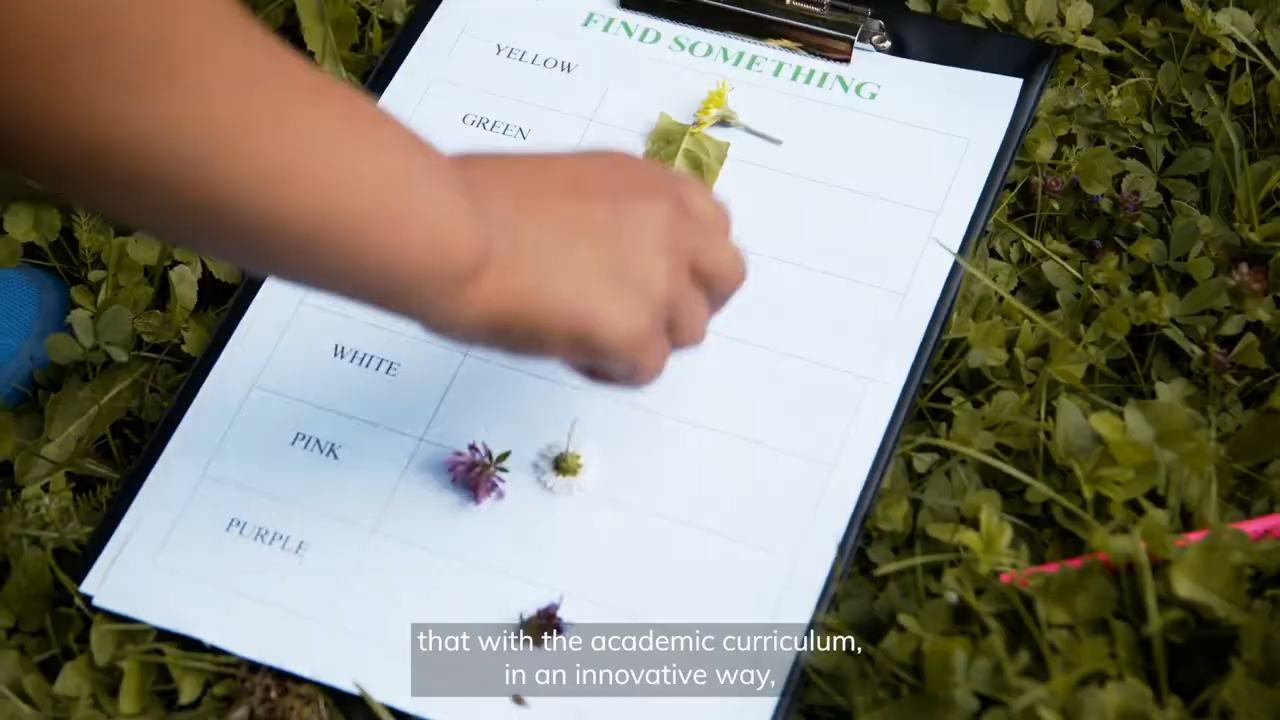 FIND SOMETHING
YELLOW
GREEN
WHITE
PINK
PURPLE
that with the academic curriculum,
in an innovative way,